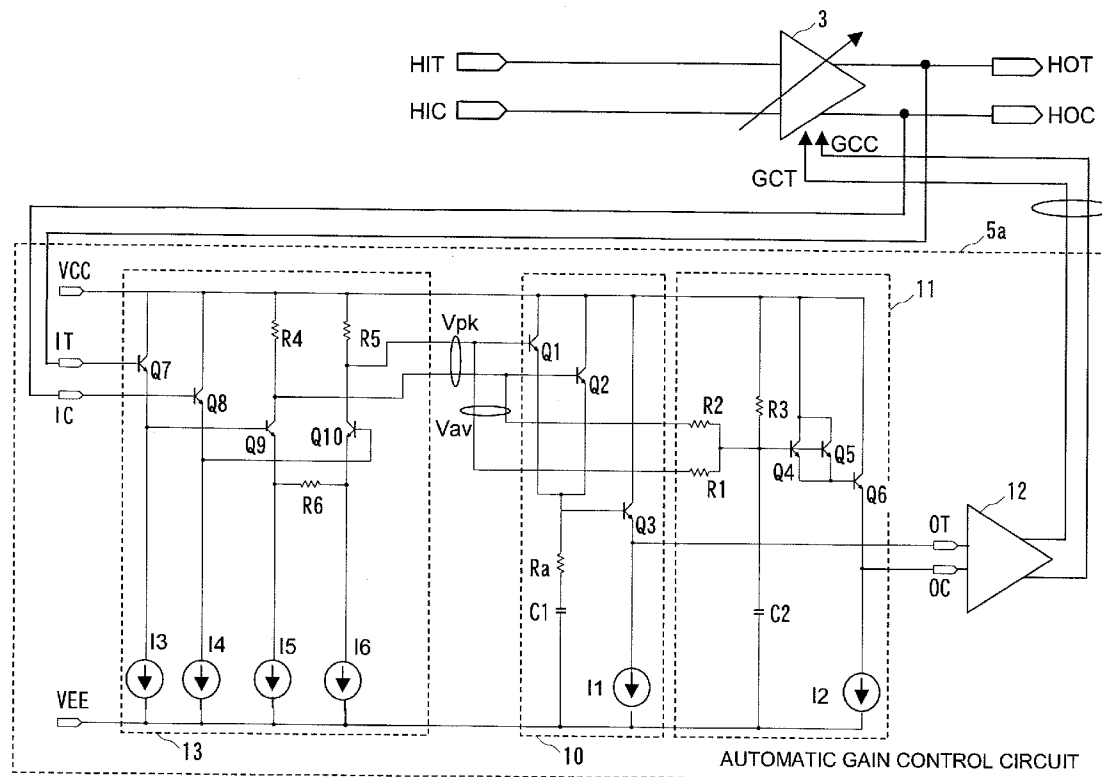 3
HIT
HOT
HIC
HOC
GCC
GCT
5a
VCC
11
Vpk
R4
R5
IT
Q7
Q1
IC
Q8
Q2
R2
R3
Q9
Q10
Vav
Q4
Q5
R1
R6
Q6
12
Q3
OT
Ra
OC
C1
C2
I3
I4
I5
I6
I1
I2
VEE
13
10
AUTOMATIC GAIN CONTROL CIRCUIT